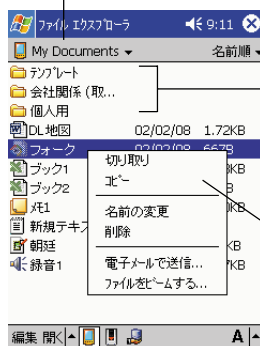 ファイル エクスプローラ 9:11
My Documents 名前順
テンプレート
会社関係 (取...
個人用
DL地図 02/02/08 1.72KB
フォーク 02/02/08 667B
ブック1
ブック2
メモ1
新規テキス
朝廷
録音1
切り取り
コピー
名前の変更
削除
電子メールで送信...
ファイルをビームする...
編集 開く A